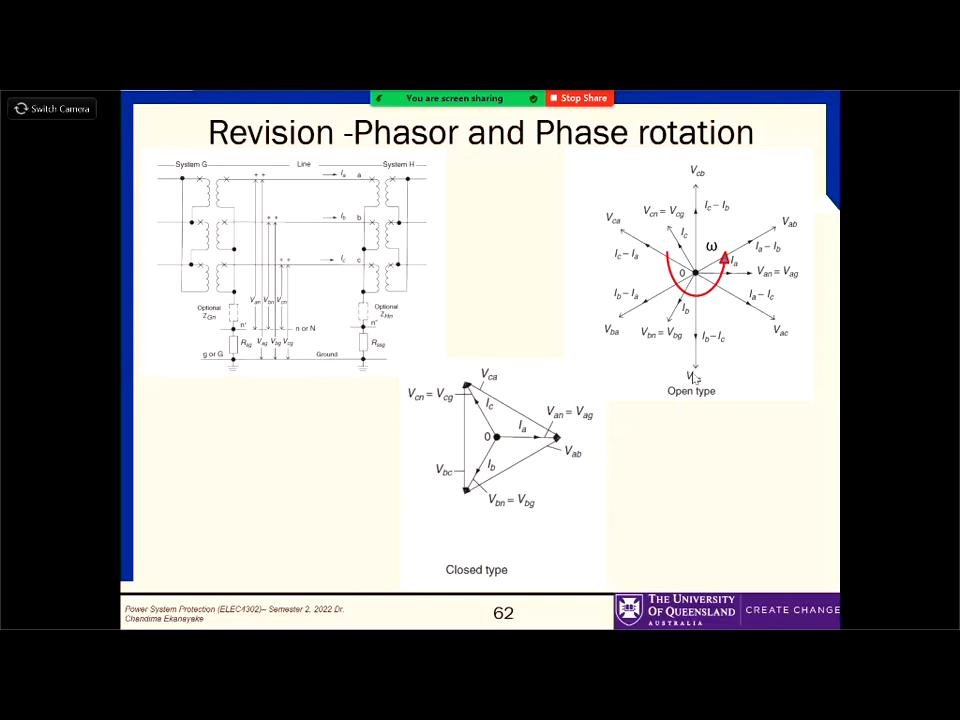 Switch Camera
You are screen sharing
Stop Share
Revision -Phasor and Phase rotation
System G
Line
System H
Ia a
Ib b
Ic c
Optional
ZGn
Van Vbn Vcn
Optional
ZHn
n'
n or N
n"
Rsg
Vag Vbg Vcg
Rssg
g or G
Ground
Vcb
Ic – Ib
Vcn = Vcg
Vca
Vab
Ic
ω
Ia – Ib
Ic – Ia
Ia
0
Van = Vag
Ib – Ia
Ia – Ic
Ib
Vba
Vbn = Vbg
Ib – Ic
Vac
Open type
Vca
Vcn = Vcg
Ic
Van = Vag
Ia
0
Vab
Vbc
Ib
Vbn = Vbg
Closed type
Power System Protection (ELEC4302)– Semester 2, 2022 Dr.
Chandima Ekanayake
62
THE UNIVERSITY
OF QUEENSLAND
AUSTRALIA
CREATE CHANGE